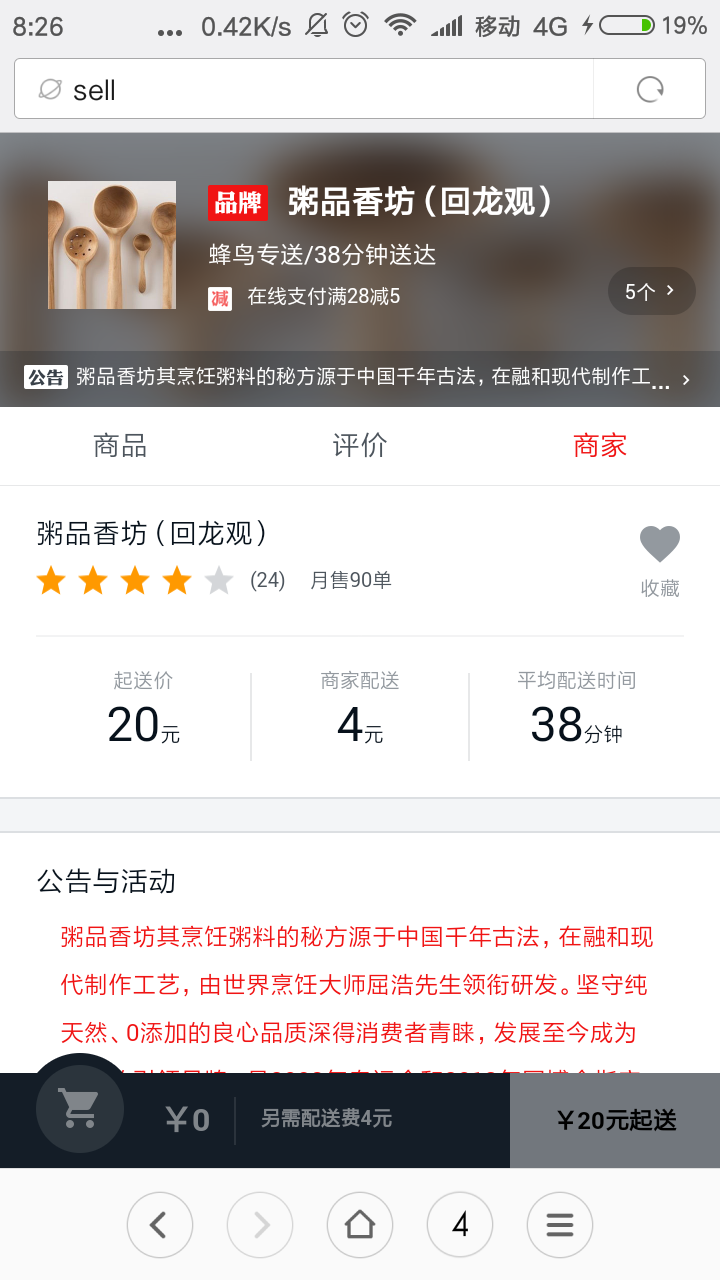 8:26 ... 0.42K/s 移动 4G 19%
sell
品牌 粥品香坊（回龙观）
蜂鸟专送/38分钟送达
减 在线支付满28减5
5个
公告 粥品香坊其烹饪粥料的秘方源于中国千年古法，在融和现代制作工...
商品 评价 商家
粥品香坊（回龙观）
(24) 月售90单
收藏
起送价 商家配送 平均配送时间
20元 4元 38分钟
公告与活动
粥品香坊其烹饪粥料的秘方源于中国千年古法，在融和现
代制作工艺，由世界烹饪大师屈浩先生领衔研发。坚守纯
天然、0添加的良心品质深得消费者青睐，发展至今成为
￥0 另需配送费4元 ￥20元起送
4